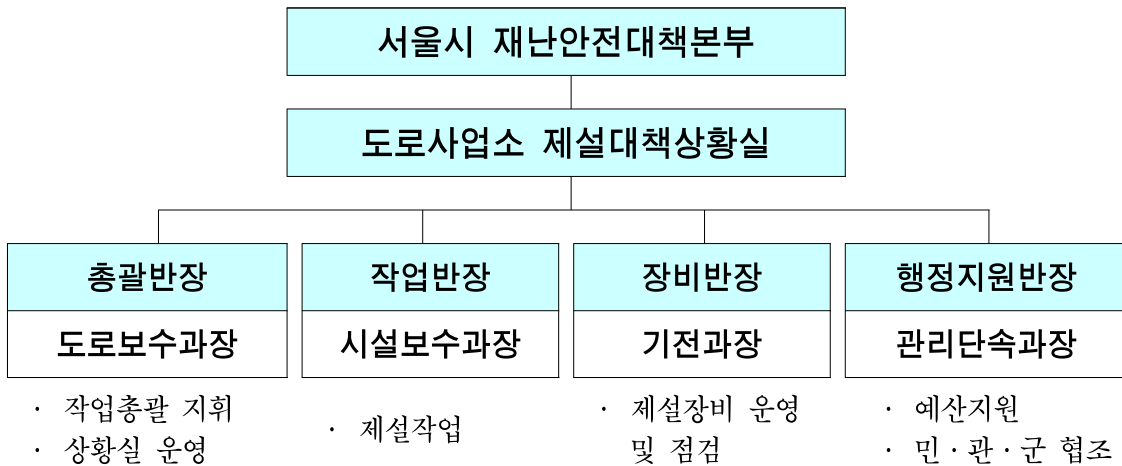 서울시 재난안전대책본부
도로사업소 제설대책상황실
총괄반장
도로보수과장
· 작업총괄 지휘
· 상황실 운영
작업반장
시설보수과장
· 제설작업
장비반장
기전과장
· 제설장비 운영
및 점검
행정지원반장
관리단속과장
· 예산지원
· 민·관·군 협조